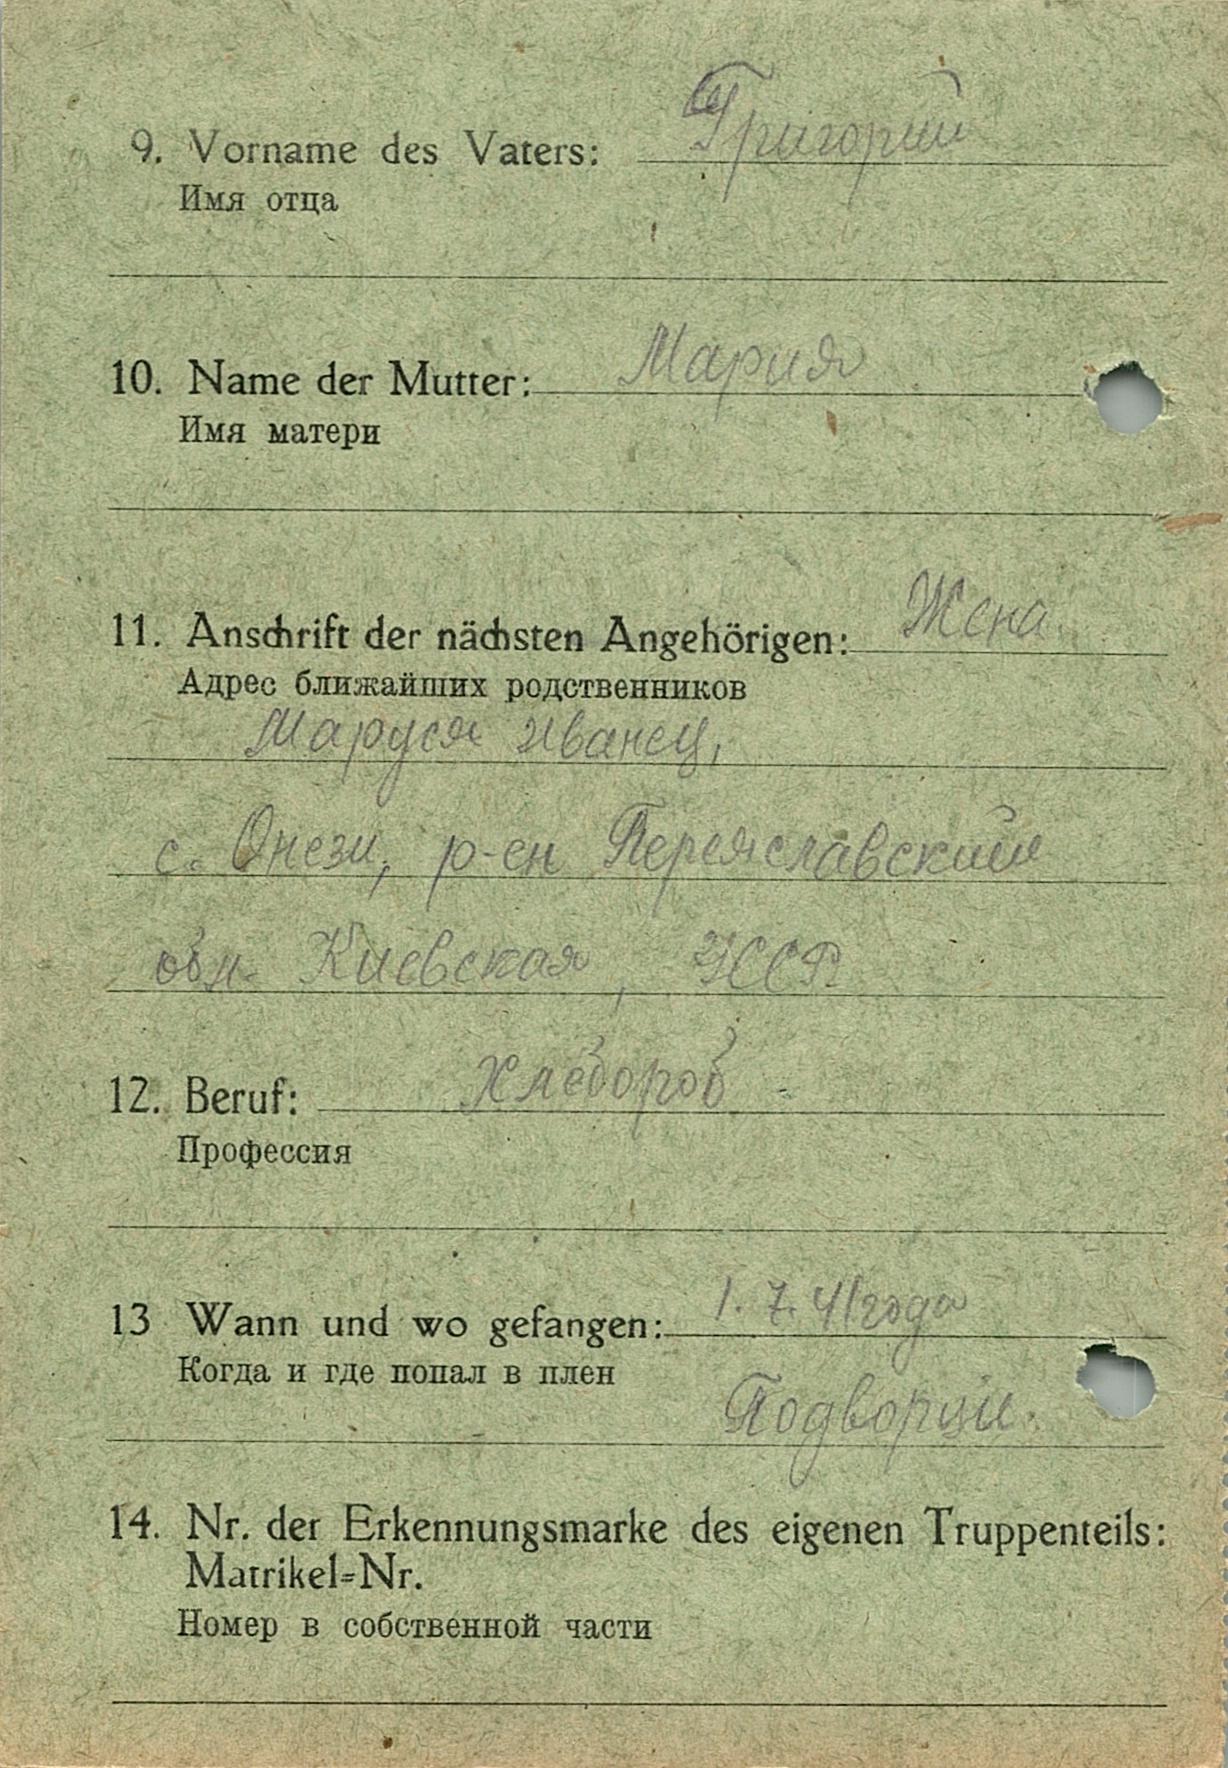 9. Vorname des Vaters: Григорий
Имя отца
10. Name der Mutter: Мария
Имя матери
11. Anschrift der nächsten Angehörigen: Жена
Адрес ближайших родственников
Маруся Иванец,
с. р-ен Переяславский
обл. Киевская, УССР.
12. Beruf: Хлебороб
Профессия
13 Wann und wo gefangen: 1. 7. 41 года
Когда и где попал в плен
Подворци.
14. Nr. der Erkennungsmarke des eigenen Truppenteils:
Matrikel-Nr.
Номер в собственной части